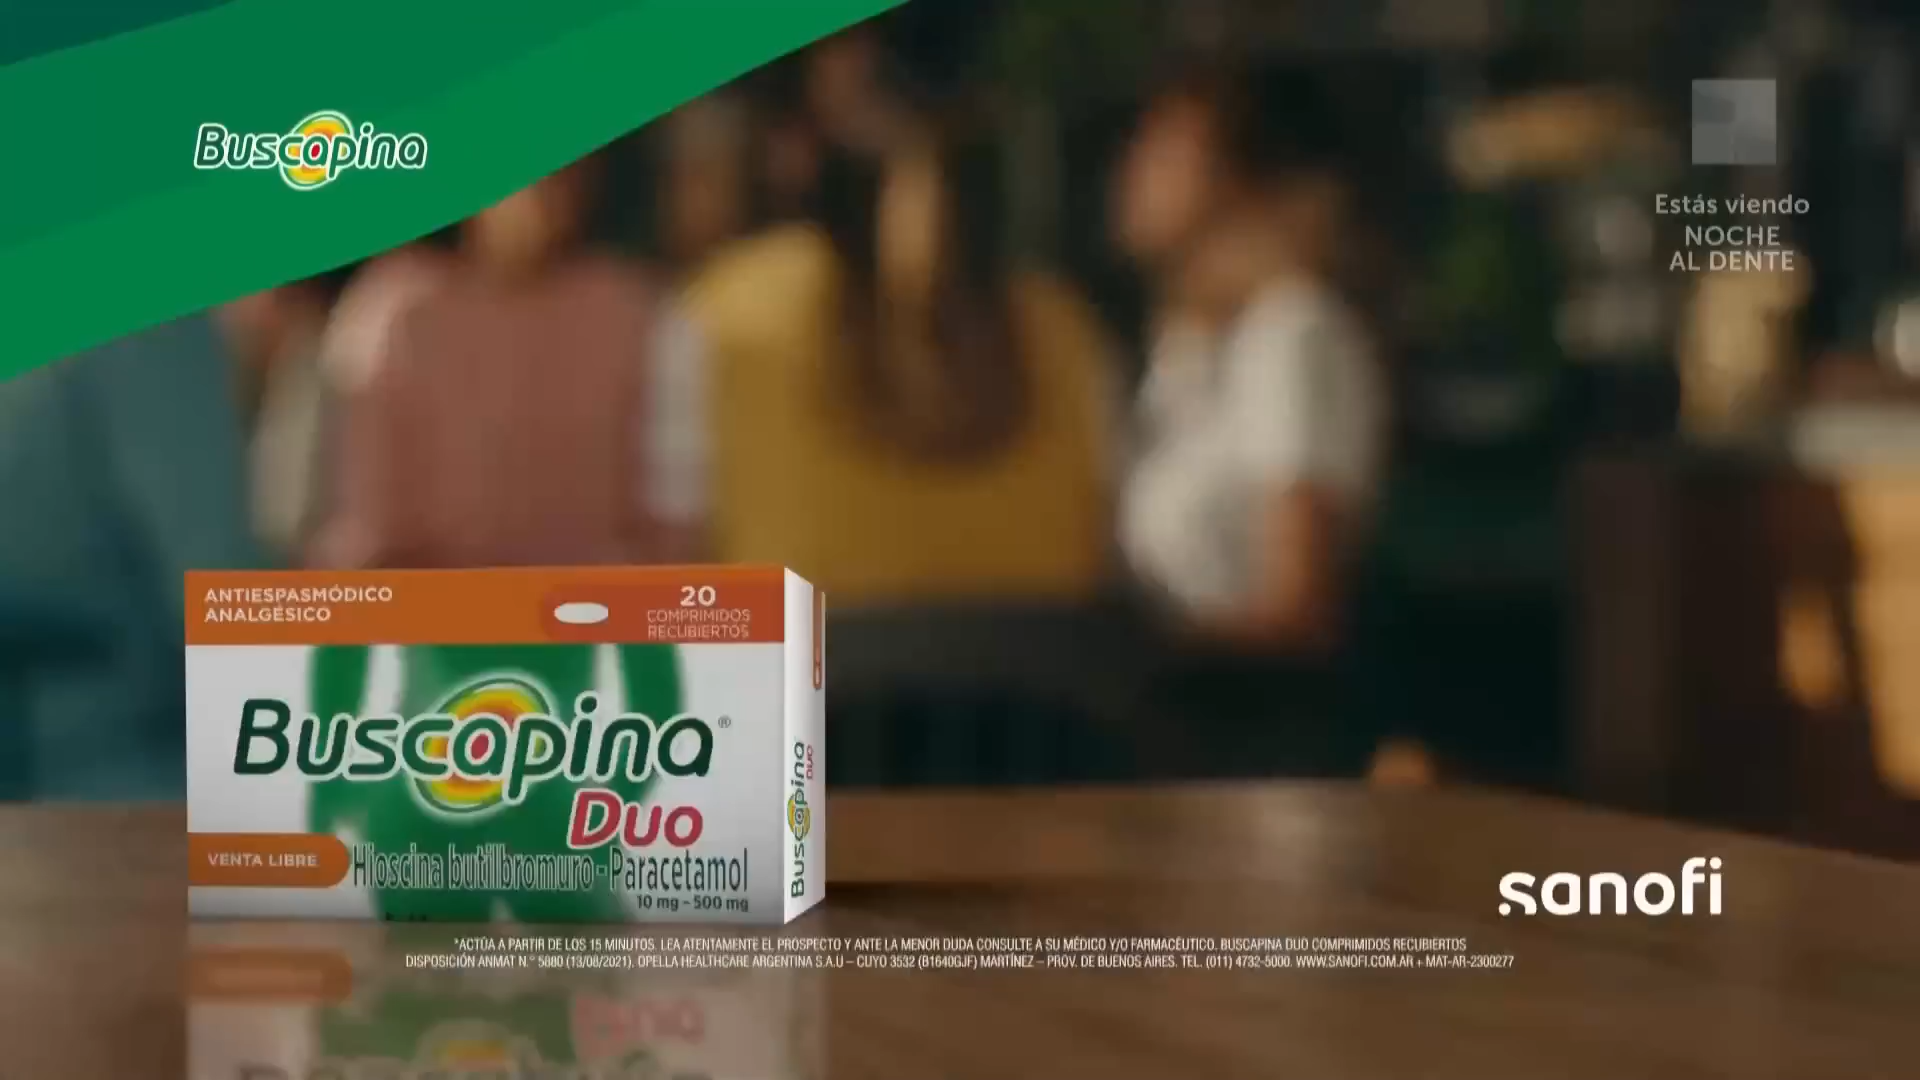 Buscapina
Estás viendo
NOCHE
AL DENTE
ANTIESPASMÓDICO
ANALGÉSICO
20
COMPRIMIDOS
RECUBIERTOS
Buscapina®
Duo
VENTA LIBRE
Hioscina butilbromuro - Paracetamol
10 mg - 500 mg
Buscapina DUO
sanofi
*ACTÚA A PARTIR DE LOS 15 MINUTOS. LEA ATENTAMENTE EL PROSPECTO Y ANTE LA MENOR DUDA CONSULTE A SU MÉDICO Y/O FARMACÉUTICO. BUSCAPINA DUO COMPRIMIDOS RECUBIERTOS
DISPOSICIÓN ANMAT N.° 5880 (13/08/2021). OPELLA HEALTHCARE ARGENTINA S.A.U – CUYO 3532 (B1640GJF) MARTÍNEZ – PROV. DE BUENOS AIRES. TEL. (011) 4732-5000. WWW.SANOFI.COM.AR + MAT-AR-2300277